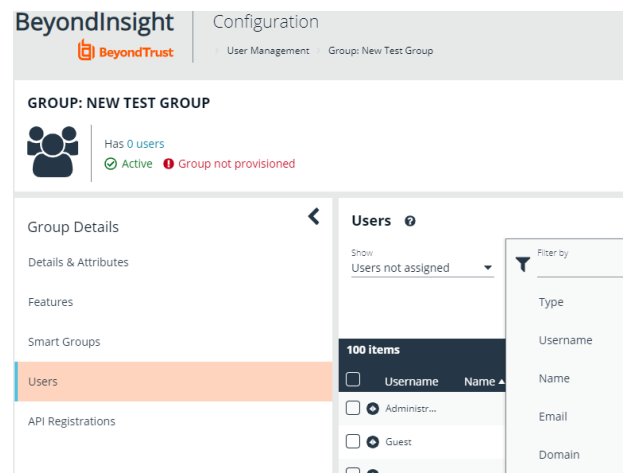 BeyondInsight
BeyondTrust
Configuration
User Management
Group: New Test Group
GROUP: NEW TEST GROUP
Has 0 users
Active
Group not provisioned
Group Details
Details & Attributes
Features
Smart Groups
Users
API Registrations
Users
Show
Users not assigned
Filter by
Type
Username
Name
Email
Domain
100 items
Username Name
Administr...
Guest